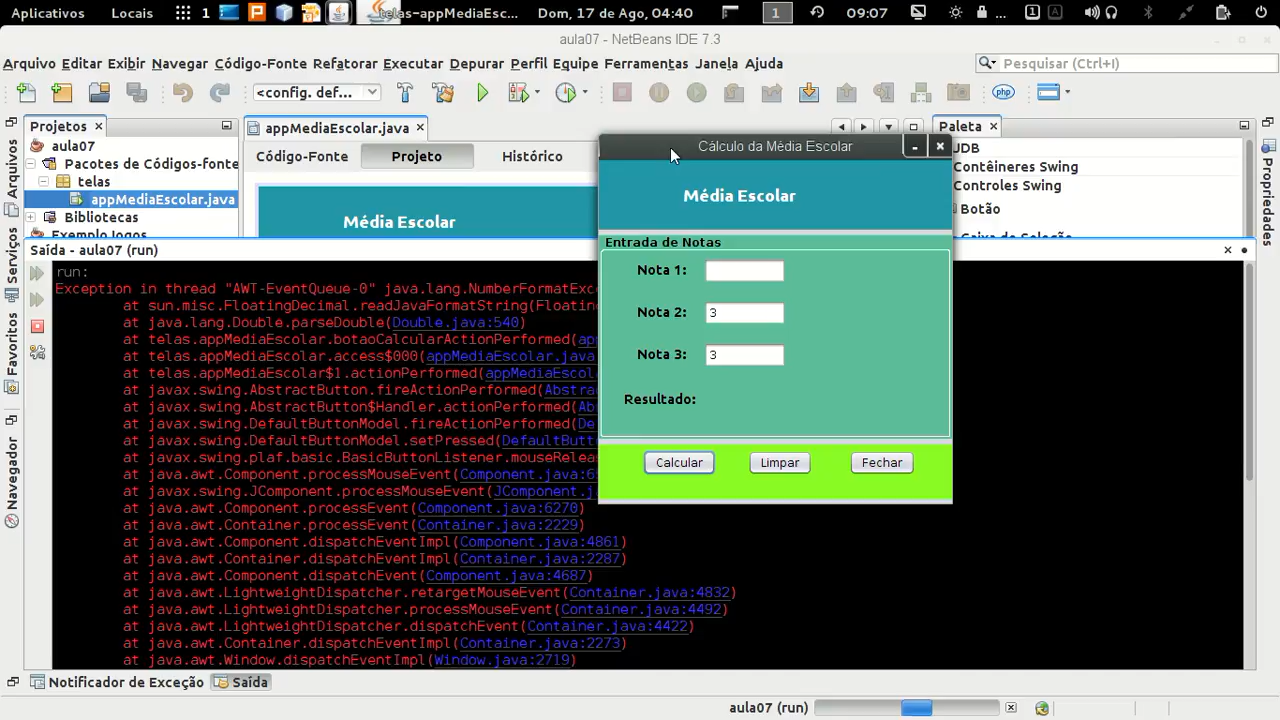 Aplicativos Locais 1 telas-appMediaEsc... Dom, 17 de Ago, 04:40 1 09:07 ... 1 A
aula07 - NetBeans IDE 7.3
Arquivo Editar Exibir Navegar Código-Fonte Refatorar Executar Depurar Perfil Equipe Ferramentas Janela Ajuda
Pesquisar (Ctrl+I)
<config. def...
php
Projetos
appMediaEscolar.java
Paleta
aula07
Pacotes de Códigos-fonte
telas
appMediaEscolar.java
Bibliotecas
Código-Fonte Projeto Histórico
Média Escolar
JDB
Contêineres Swing
Controles Swing
Botão
Arquivos
Serviços
Favoritos
Navegador
Propriedades
Cálculo da Média Escolar
Média Escolar
Entrada de Notas
Nota 1:
Nota 2: 3
Nota 3: 3
Resultado:
Calcular Limpar Fechar
Saída - aula07 (run)
run:
Exception in thread "AWT-EventQueue-0" java.lang.NumberFormatExc
at sun.misc.FloatingDecimal.readJavaFormatString(Floatin
at java.lang.Double.parseDouble(Double.java:540)
at telas.appMediaEscolar.botaoCalcularActionPerformed(ap
at telas.appMediaEscolar.access$000(appMediaEscolar.java
at telas.appMediaEscolar$1.actionPerformed(appMediaEscol
at javax.swing.AbstractButton.fireActionPerformed(Abstra
at javax.swing.AbstractButton$Handler.actionPerformed(Ab
at javax.swing.DefaultButtonModel.fireActionPerformed(De
at javax.swing.DefaultButtonModel.setPressed(DefaultButt
at javax.swing.plaf.basic.BasicButtonListener.mouseRelea
at java.awt.Component.processMouseEvent(Component.java:6
at javax.swing.JComponent.processMouseEvent(JComponent.j
at java.awt.Component.processEvent(Component.java:6270)
at java.awt.Container.processEvent(Container.java:2229)
at java.awt.Component.dispatchEventImpl(Component.java:4861)
at java.awt.Container.dispatchEventImpl(Container.java:2287)
at java.awt.Component.dispatchEvent(Component.java:4687)
at java.awt.LightweightDispatcher.retargetMouseEvent(Container.java:4832)
at java.awt.LightweightDispatcher.processMouseEvent(Container.java:4492)
at java.awt.LightweightDispatcher.dispatchEvent(Container.java:4422)
at java.awt.Container.dispatchEventImpl(Container.java:2273)
at java.awt.Window.dispatchEventImpl(Window.java:2719)
Notificador de Exceção Saída
aula07 (run)